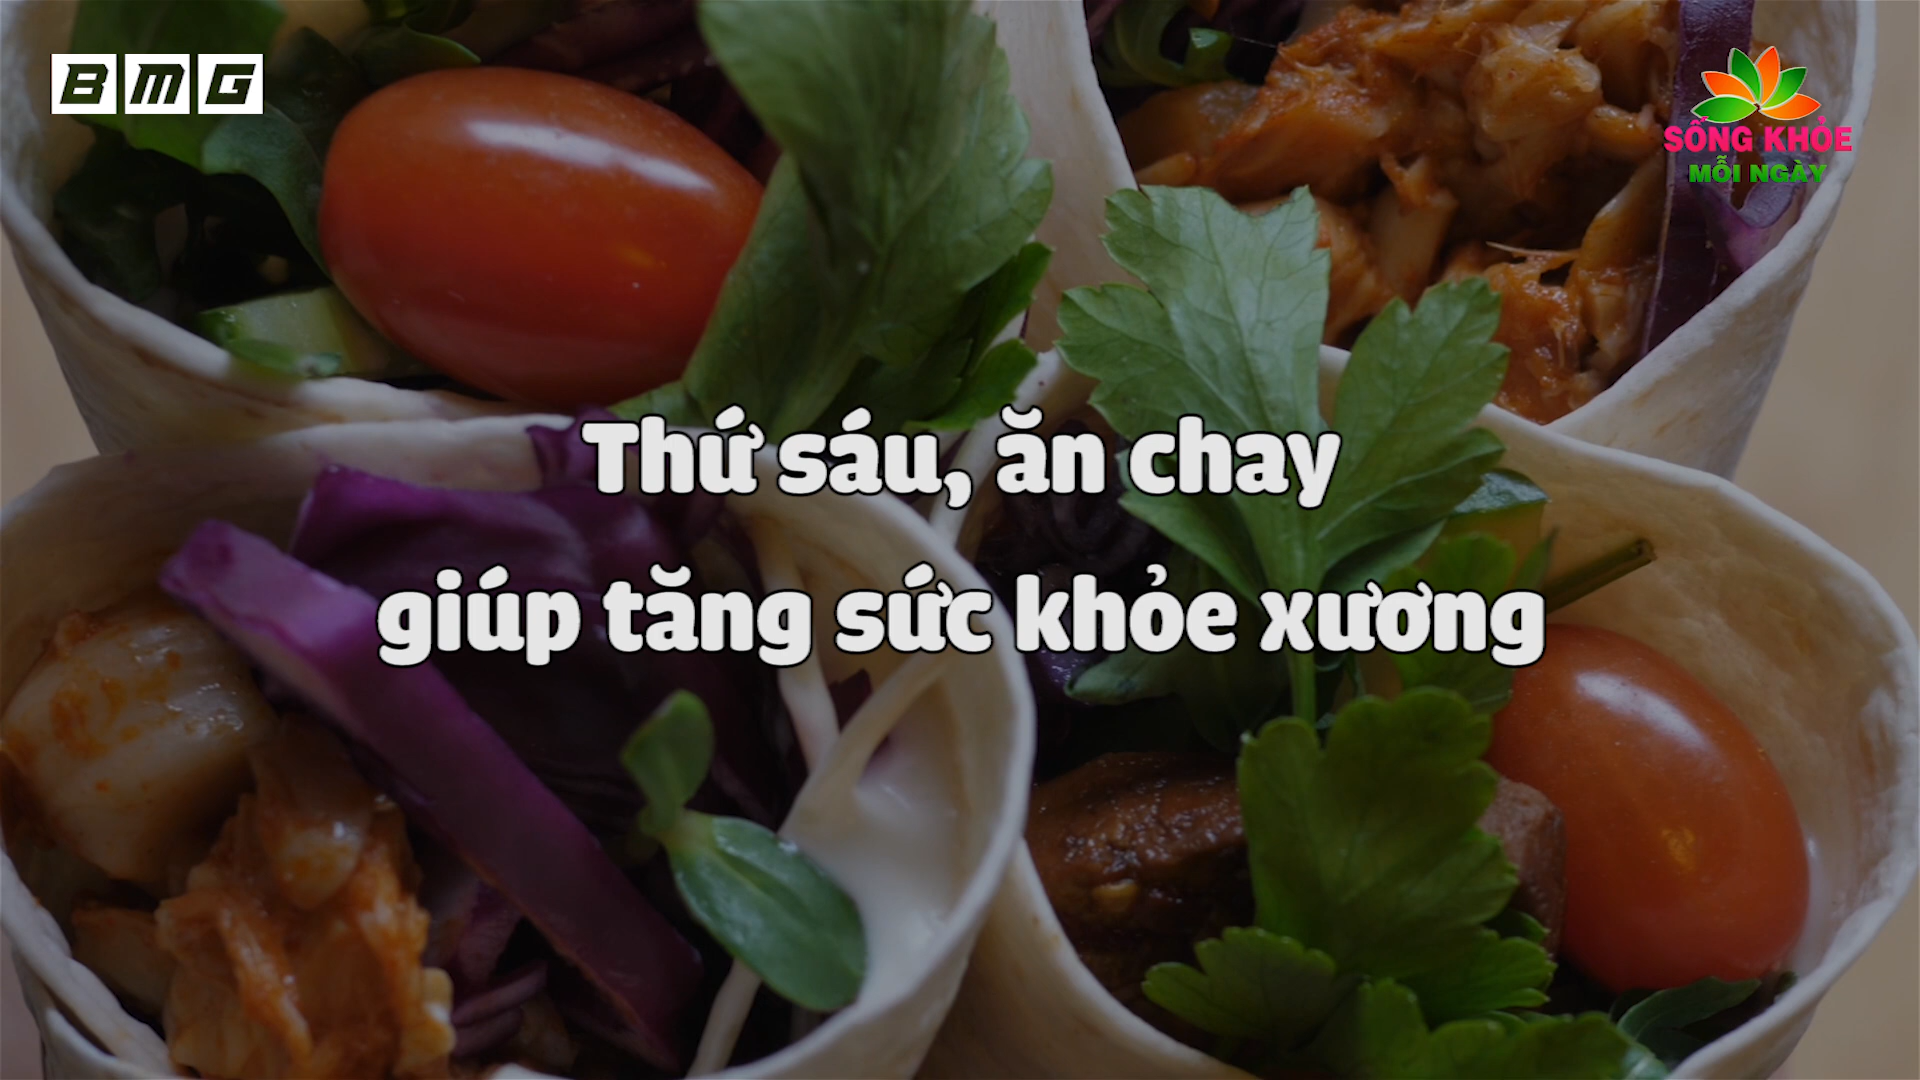 BMG
SỐNG KHỎE
MỖI NGÀY
Thứ sáu, ăn chay
giúp tăng sức khỏe xương